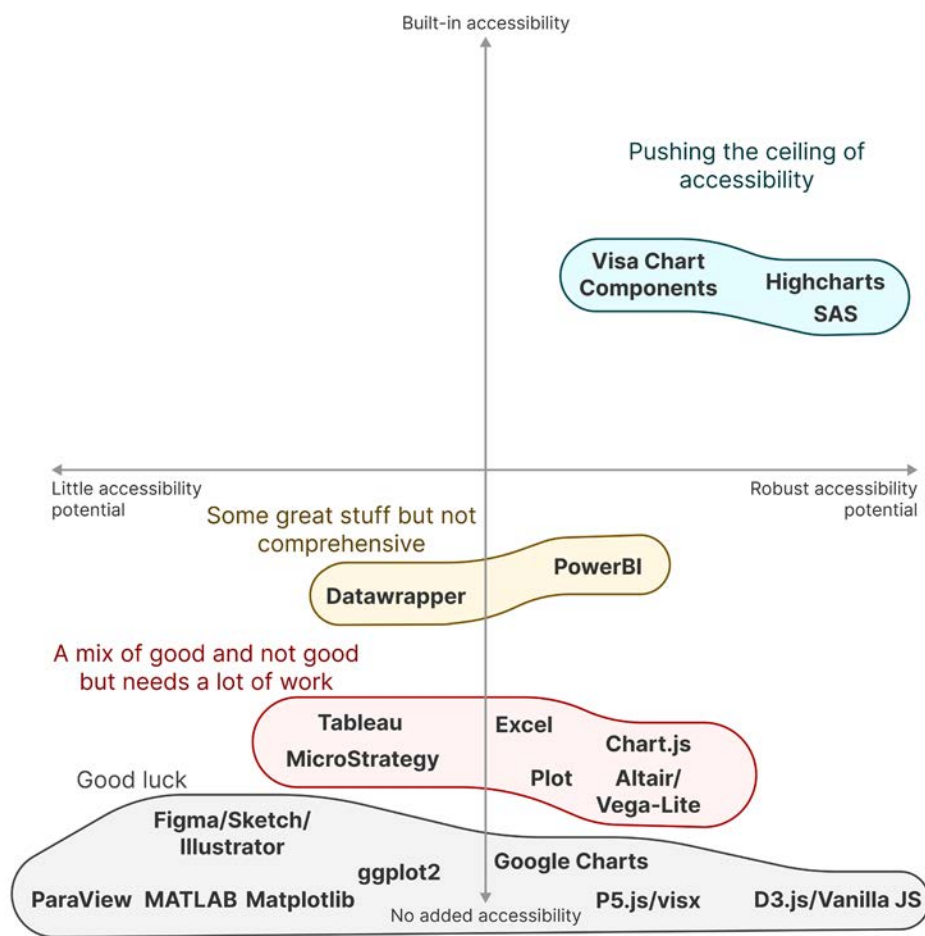 Built-in accessibility
Pushing the ceiling of
accessibility
Visa Chart
Components
Highcharts
SAS
Little accessibility
potential
Robust accessibility
potential
Some great stuff but not
comprehensive
PowerBI
Datawrapper
A mix of good and not good
but needs a lot of work
Tableau
Excel
Chart.js
MicroStrategy
Plot
Altair/
Vega-Lite
Good luck
Figma/Sketch/
Illustrator
ggplot2
Google Charts
ParaView
MATLAB
Matplotlib
P5.js/visx
D3.js/Vanilla JS
No added accessibility